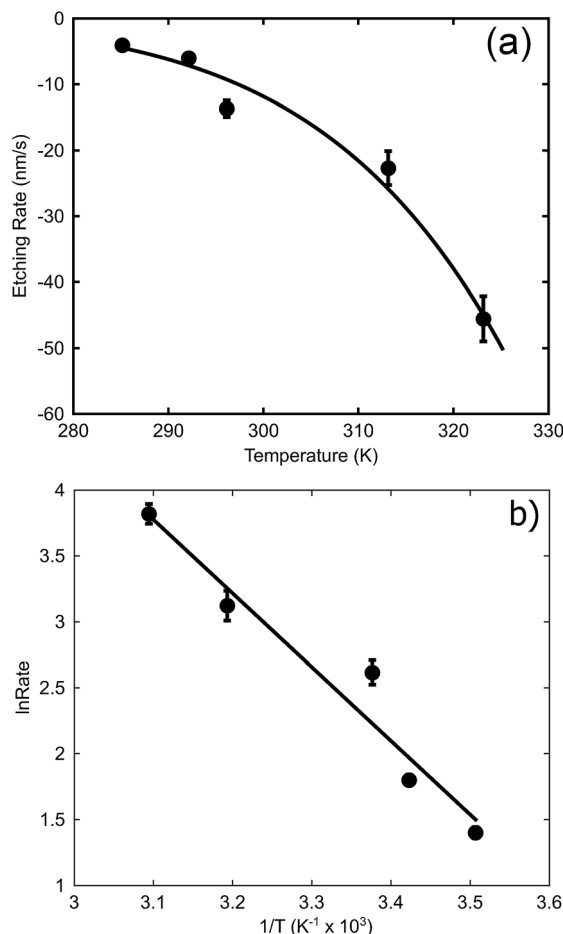 (a)
0
-10
-20
-30
-40
-50
-60
Etching Rate (nm/s)
280 290 300 310 320 330
Temperature (K)
b)
4
3.5
3
2.5
2
1.5
1
lnRate
3 3.1 3.2 3.3 3.4 3.5 3.6
1/T (K⁻¹ x 10³)